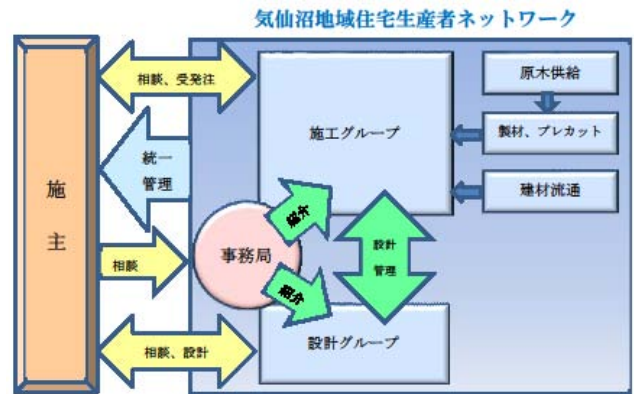 気仙沼地域住宅生産者ネットワーク
相談、受発注
原木供給
施工グループ
製材、プレカット
統一
管理
施
主
建材流通
紹介
事務局
設計
管理
相談
紹介
相談、設計
設計グループ